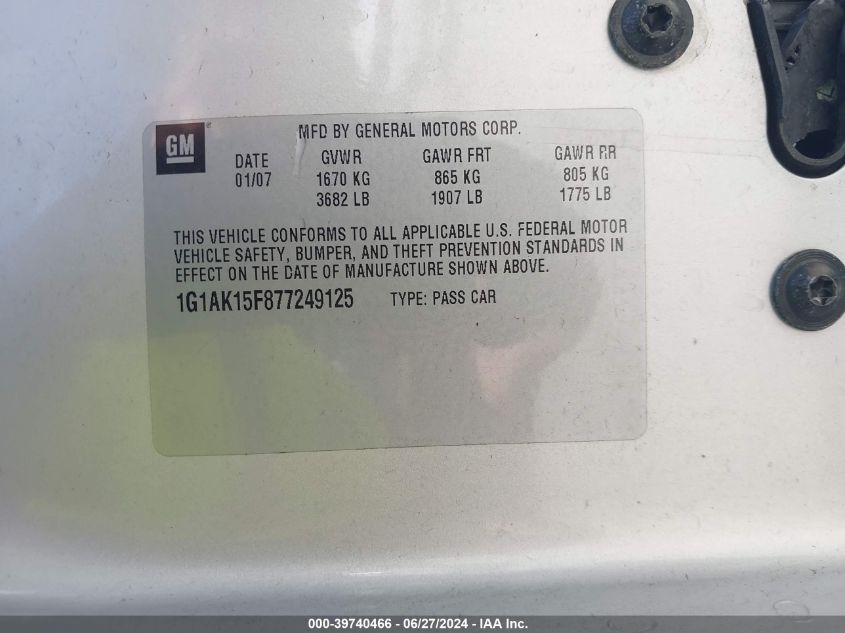 GM ®
MFD BY GENERAL MOTORS CORP.
DATE GVWR GAWR FRT GAWR RR
01/07 1670 KG 865 KG 805 KG
3682 LB 1907 LB 1775 LB
THIS VEHICLE CONFORMS TO ALL APPLICABLE U.S. FEDERAL MOTOR
VEHICLE SAFETY, BUMPER, AND THEFT PREVENTION STANDARDS IN
EFFECT ON THE DATE OF MANUFACTURE SHOWN ABOVE.
1G1AK15F877249125 TYPE: PASS CAR
000-39740466 - 06/27/2024 - IAA Inc.